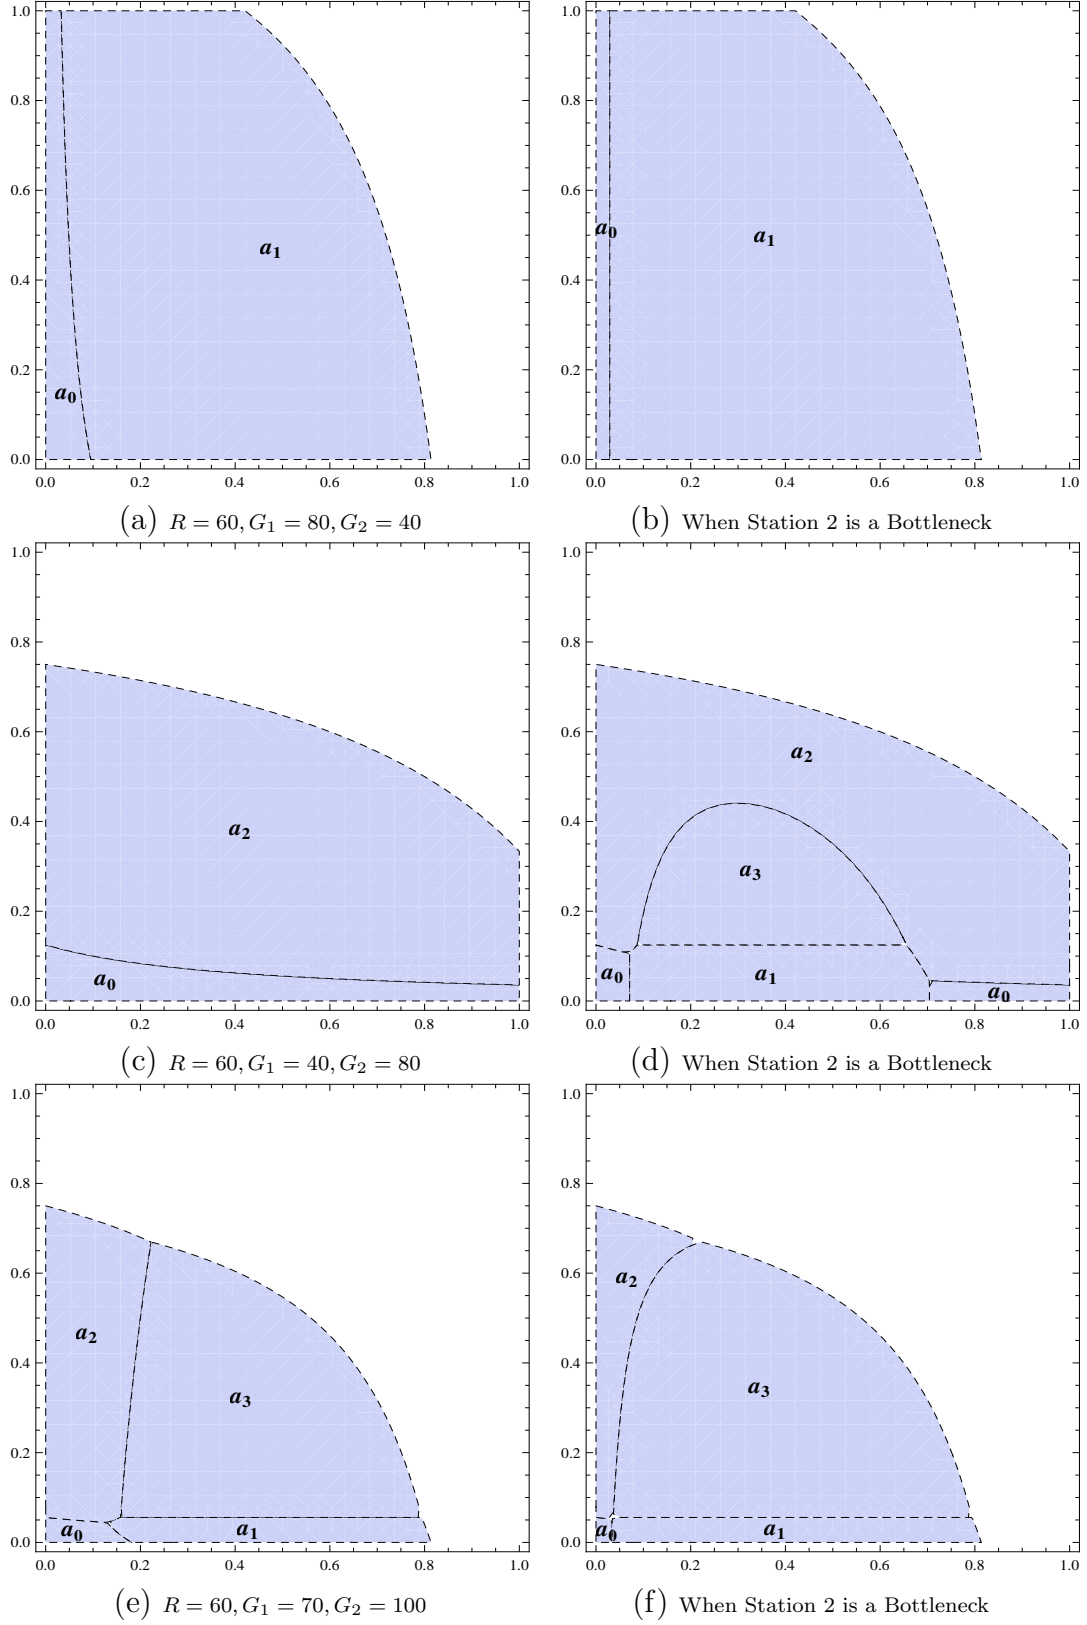 1.0 1.0
0.8 0.8
0.6 0.6
a0
a1 a1
0.4 0.4
0.2 0.2
a0
0.0 0.0
0.0 0.2 0.4 0.6 0.8 1.0 0.0 0.2 0.4 0.6 0.8 1.0
(a) R = 60, G1 = 80, G2 = 40 (b) When Station 2 is a Bottleneck
1.0 1.0
0.8 0.8
0.6 0.6
a2
0.4 0.4
a2
a3
0.2 0.2
a0 a0 a1 a0
0.0 0.0
0.0 0.2 0.4 0.6 0.8 1.0 0.0 0.2 0.4 0.6 0.8 1.0
(c) R = 60, G1 = 40, G2 = 80 (d) When Station 2 is a Bottleneck
1.0 1.0
0.8 0.8
0.6 0.6
a2
a2
0.4 0.4
a3 a3
0.2 0.2
a0 a1 a0 a1
0.0 0.0
0.0 0.2 0.4 0.6 0.8 1.0 0.0 0.2 0.4 0.6 0.8 1.0
(e) R = 60, G1 = 70, G2 = 100 (f) When Station 2 is a Bottleneck